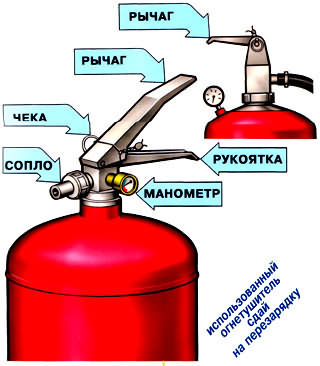 РЫЧАГ
РЫЧАГ
ЧЕКА
СОПЛО
РУКОЯТКА
МАНОМЕТР
использованный
огнетушитель
сдай
на перезарядку